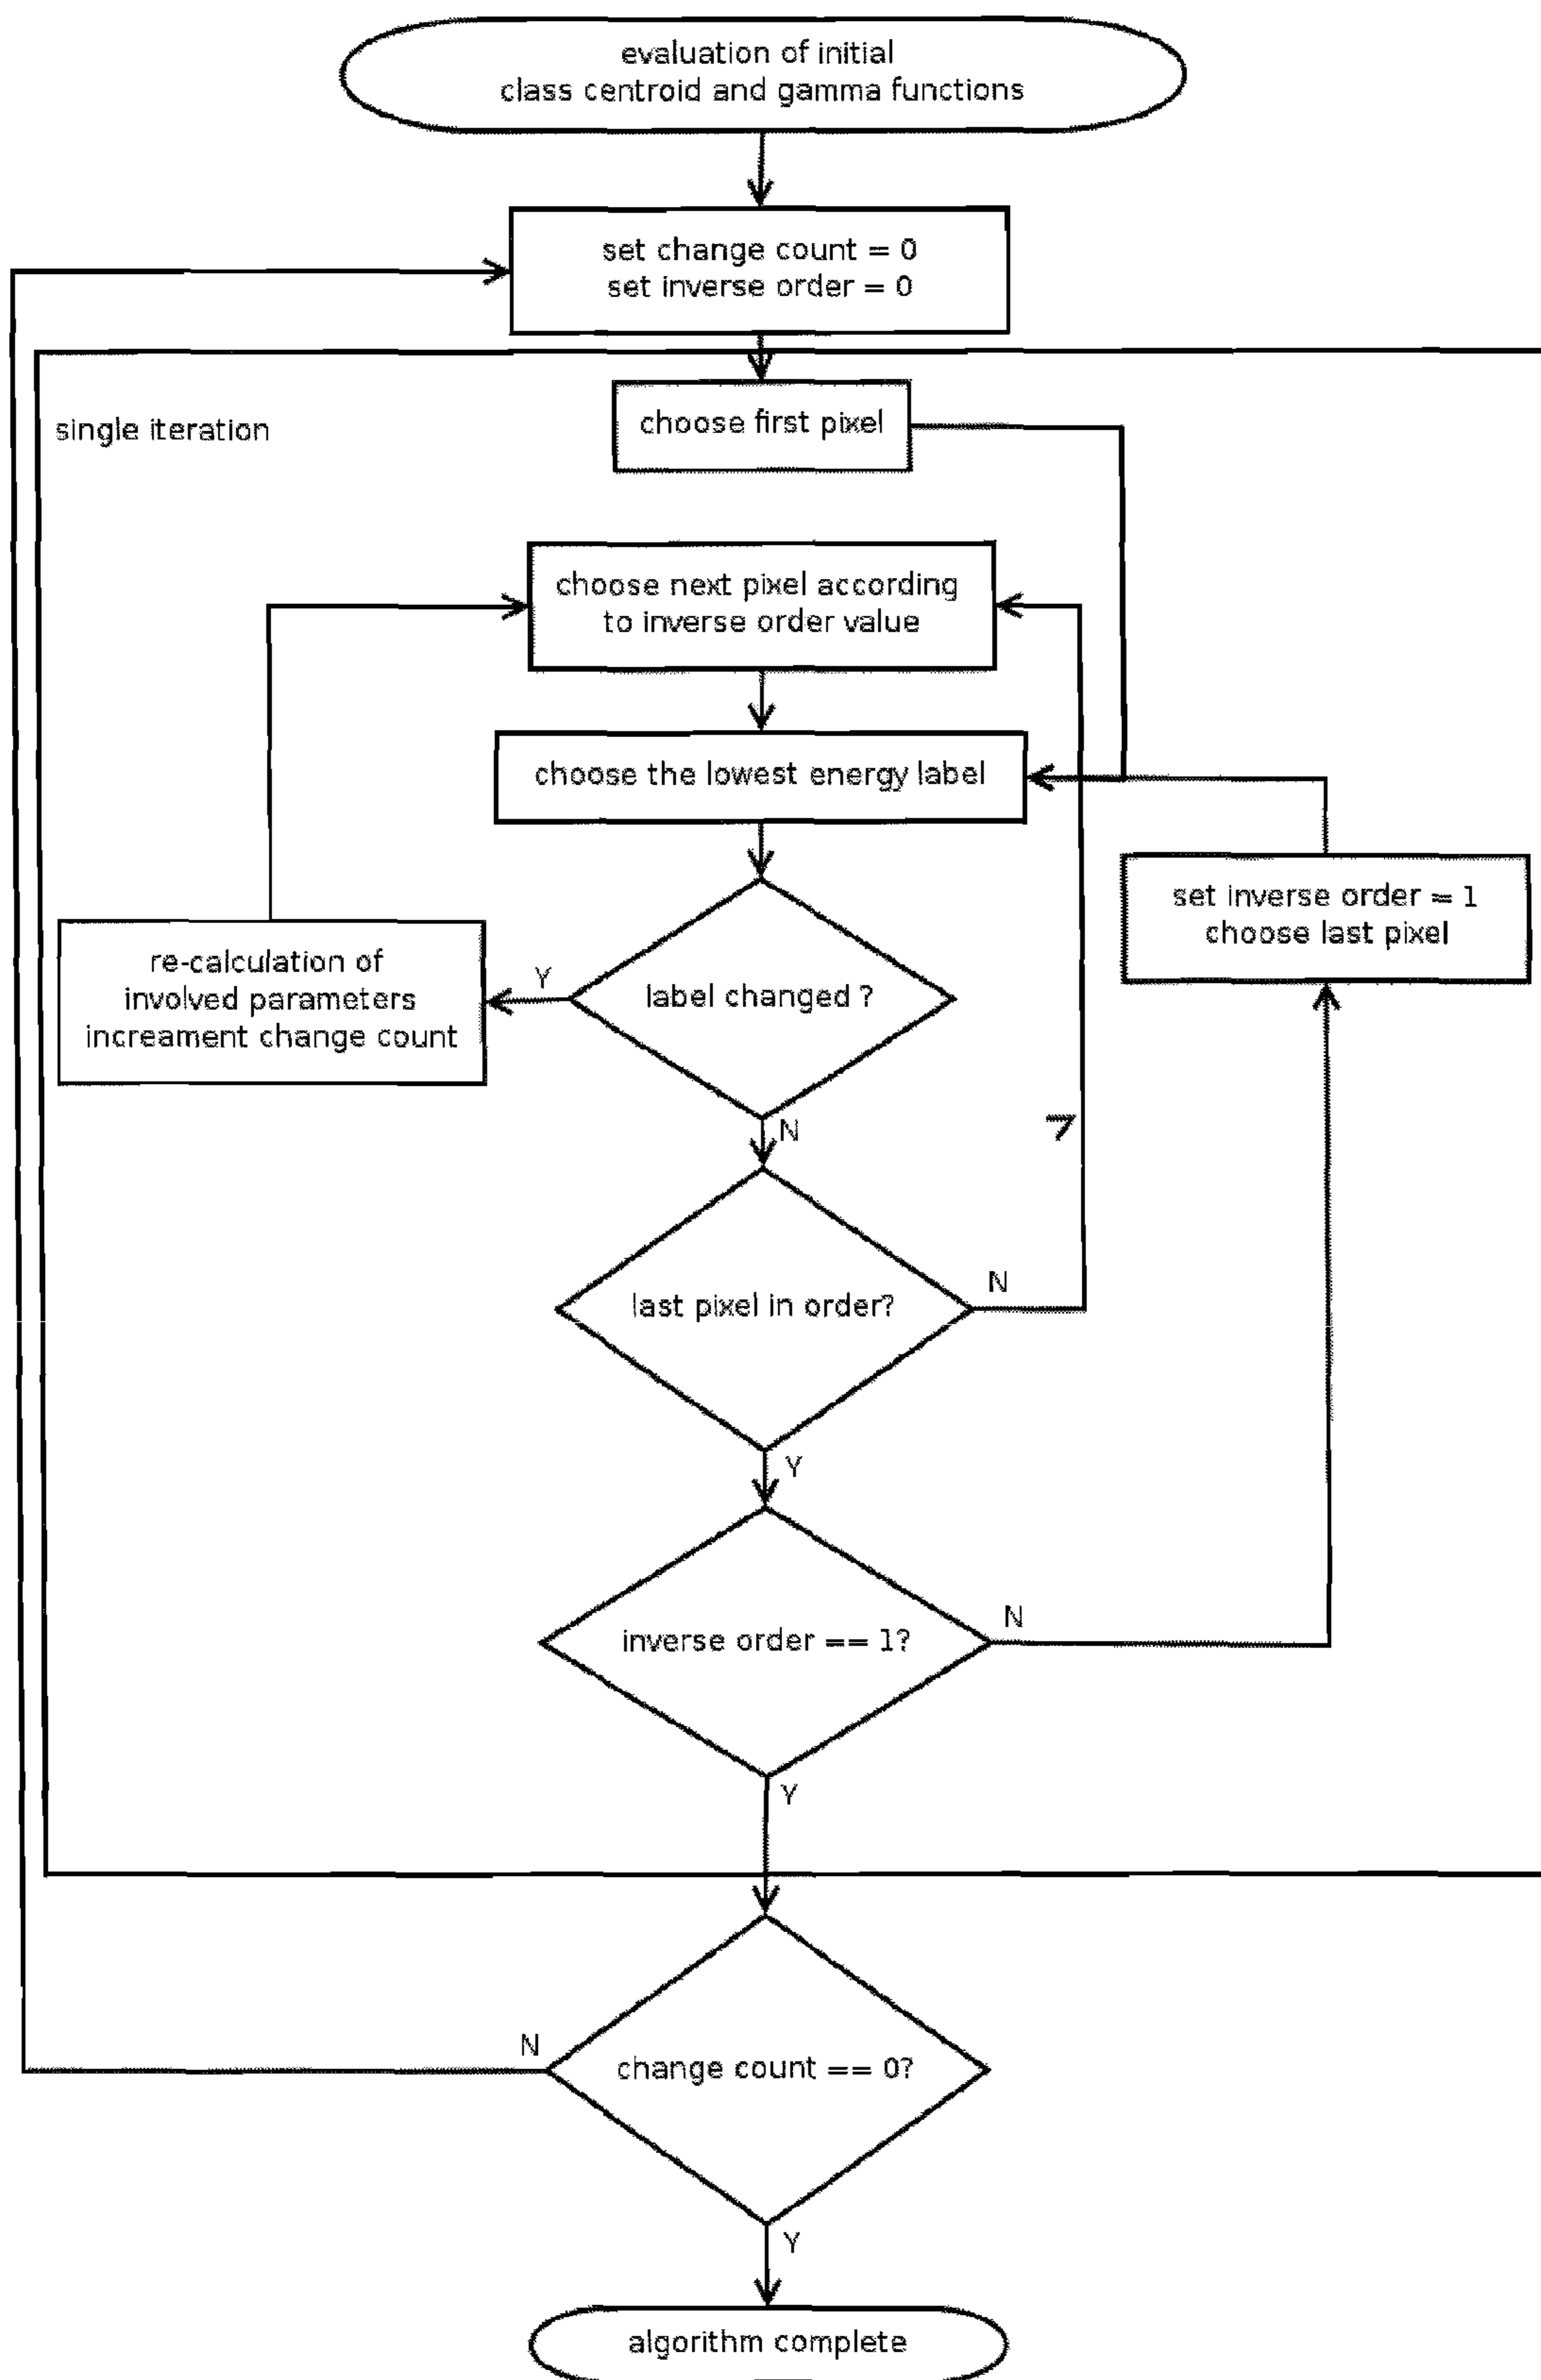 evaluation of initial
class centroid and gamma functions
set change count = 0
set inverse order = 0
single iteration
choose first pixel
choose next pixel according
to inverse order value
choose the lowest energy label
set inverse order = 1
choose last pixel
re-calculation of
involved parameters
increament change count
Y
label changed ?
N
last pixel in order?
N
Y
inverse order == 1?
N
Y
N
change count == 0?
Y
algorithm complete